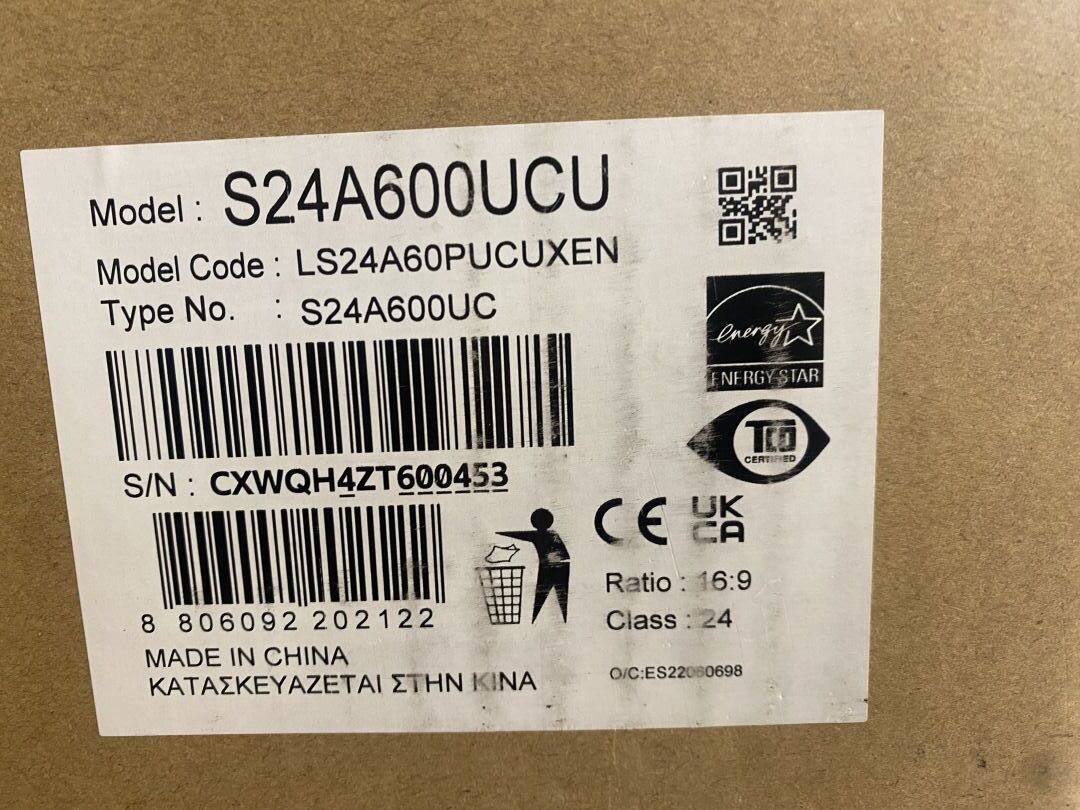 Model : S24A600UCU
Model Code : LS24A60PUCUXEN
Type No. : S24A600UC
energy
ENERGY STAR
TCO
CERTIFIED
S/N : CXWQH4ZT600453
CE
UK
CA
8 806092 202122
Ratio : 16:9
Class : 24
MADE IN CHINA
ΚΑΤΑΣΚΕΥΑΖΕΤΑΙ ΣΤΗΝ ΚΙΝΑ
O/C:ES22060698